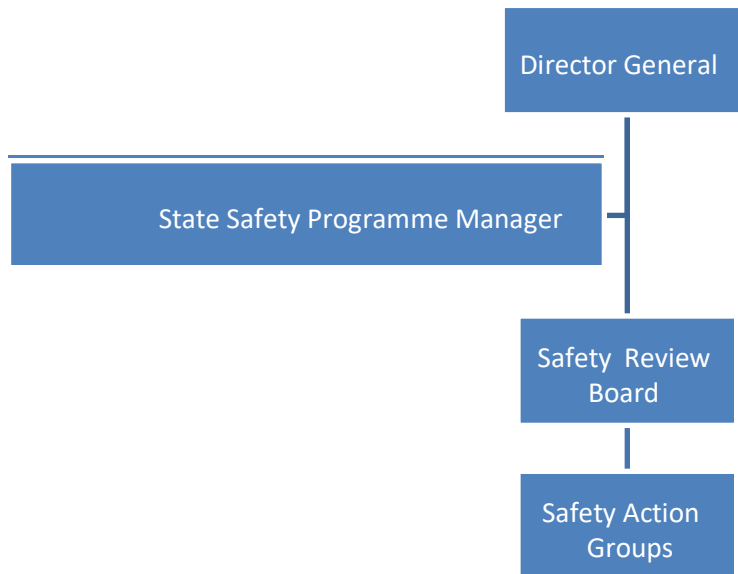 Director General
State Safety Programme Manager
Safety Review
Board
Safety Action
Groups